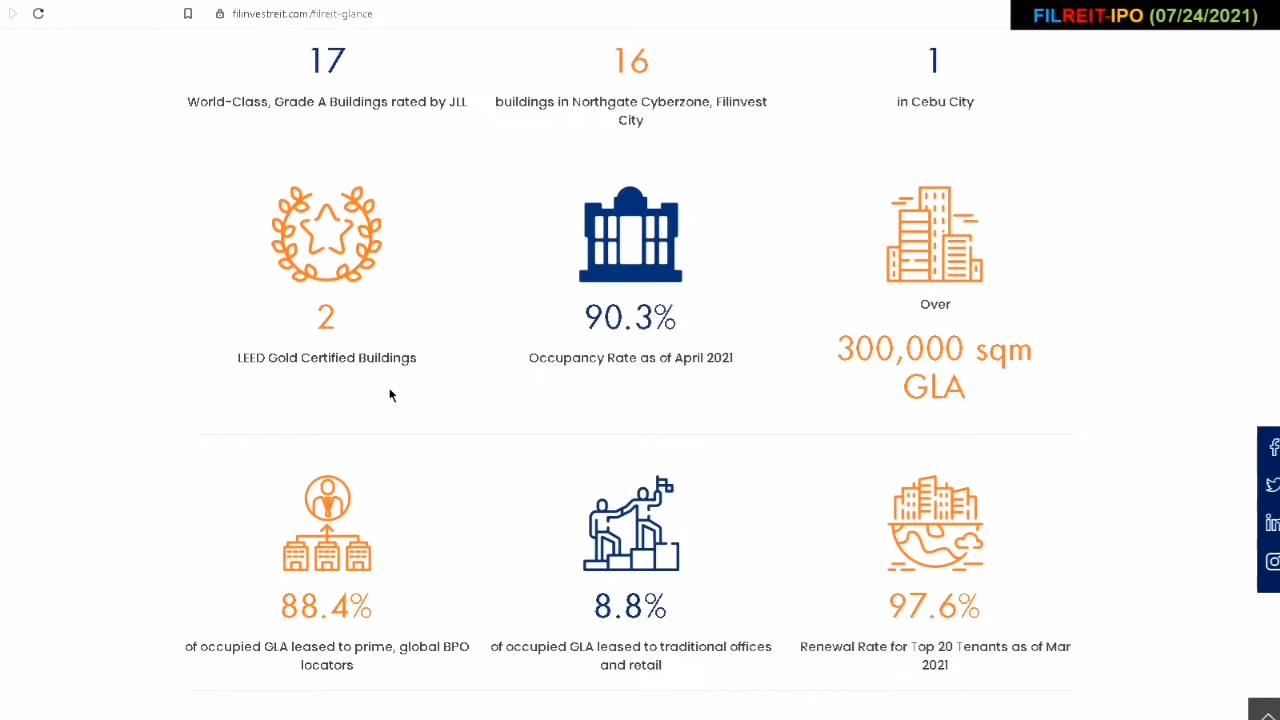 filinvestreit.com/filreit-glance
FILREIT-IPO (07/24/2021)
17
World-Class, Grade A Buildings rated by JLL
16
buildings in Northgate Cyberzone, Filinvest
City
1
in Cebu City
2
LEED Gold Certified Buildings
90.3%
Occupancy Rate as of April 2021
Over
300,000 sqm
GLA
88.4%
of occupied GLA leased to prime, global BPO
locators
8.8%
of occupied GLA leased to traditional offices
and retail
97.6%
Renewal Rate for Top 20 Tenants as of Mar
2021